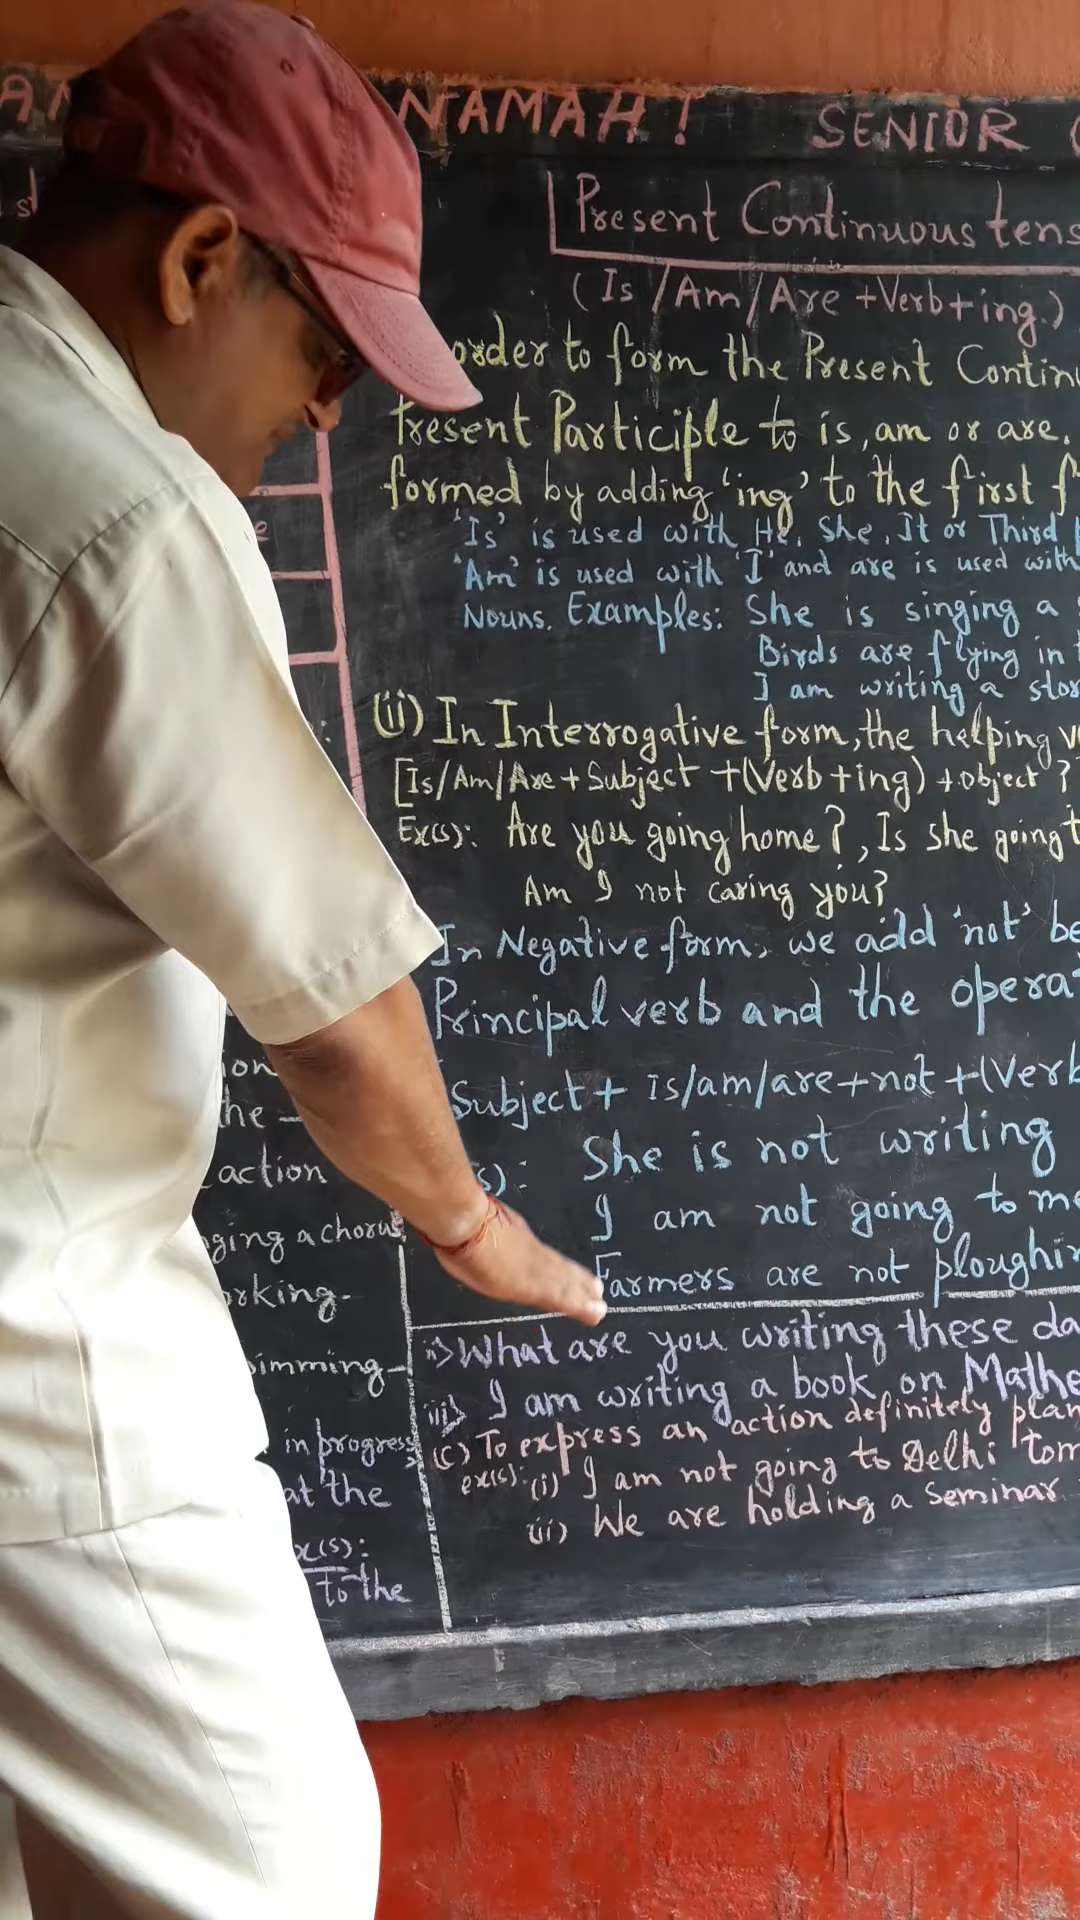 NAMAH! SENIOR
Present Continuous tens
(Is/Am/Are+Verb+ing.)
order to form the Present Contin
Present Participle to is, am or are.
formed by adding 'ing' to the first f
'Is' is used with He, She, It or Third
'Am' is used with 'I' and are is used with
Nouns. Examples: She is singing a
Birds are flying in
I am writing a stor
(ii) In Interrogative form, the helping v
[Is/Am/Are + Subject + (Verb + ing) + object ?
Ex(s): Are you going home?, Is she going t
Am I not caring you?
In Negative form, we add 'not' be
Principal verb and the opera
Subject + is/am/are + not + (Verb
s): She is not writing
I am not going to me
Farmers are not ploughin
ii) What are you writing these da
iii) I am writing a book on Mathe
(c) To express an action definitely plan
ex(s): (i) I am not going to Delhi tom
(ii) We are holding a Seminar
ion
the
action
ging a chorus,
orking-
imming-
in progress
at the
x(s):
to the